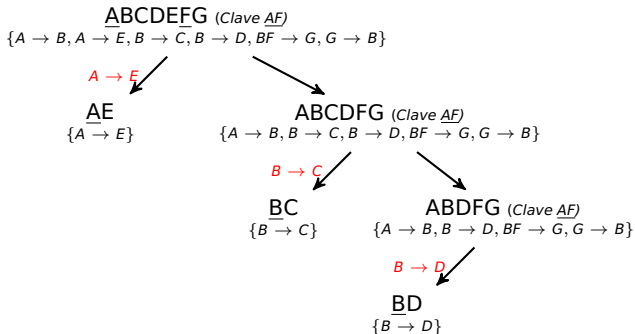 ABCDEFG (Clave AF)
{A → B, A → E, B → C, B → D, BF → G, G → B}
A → E
AE
{A → E}
ABCDFG (Clave AF)
{A → B, B → C, B → D, BF → G, G → B}
B → C
BC
{B → C}
ABDFG (Clave AF)
{A → B, B → D, BF → G, G → B}
B → D
BD
{B → D}